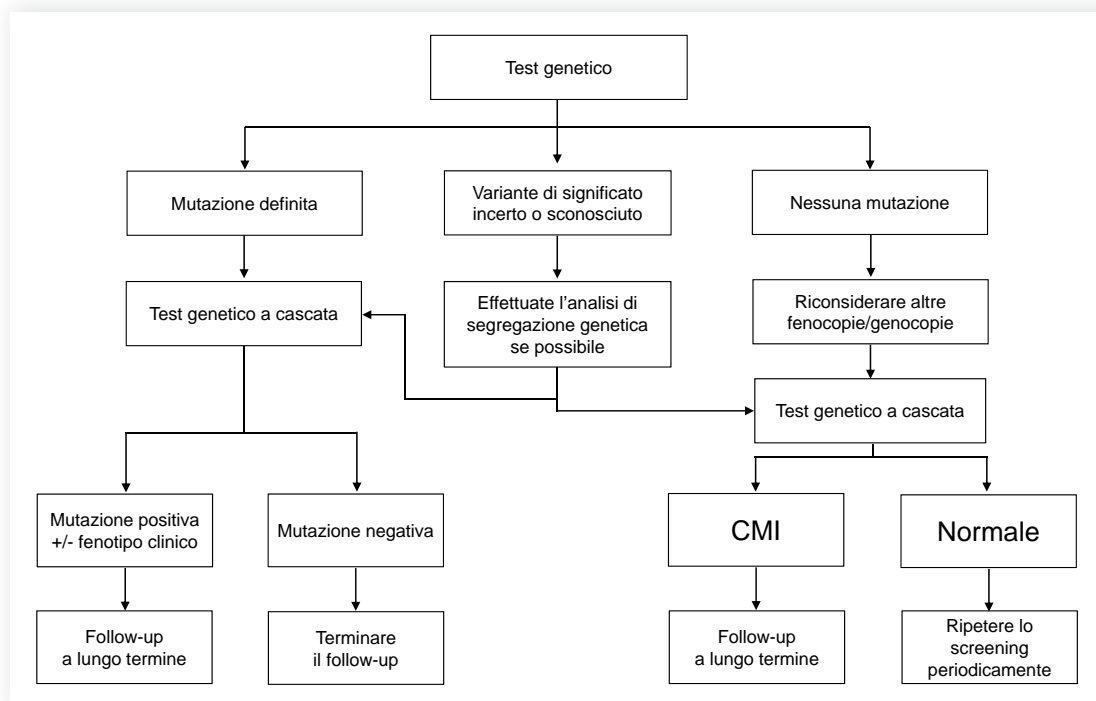 Test genetico
Mutazione definita
Variante di significato
incerto o sconosciuto
Nessuna mutazione
Test genetico a cascata
Effettuate l'analisi di
segregazione genetica
se possibile
Riconsiderare altre
fenocopie/genocopie
Test genetico a cascata
Mutazione positiva
+/- fenotipo clinico
Mutazione negativa
CMI
Normale
Follow-up
a lungo termine
Terminare
il follow-up
Follow-up
a lungo termine
Ripetere lo
screening
periodicamente